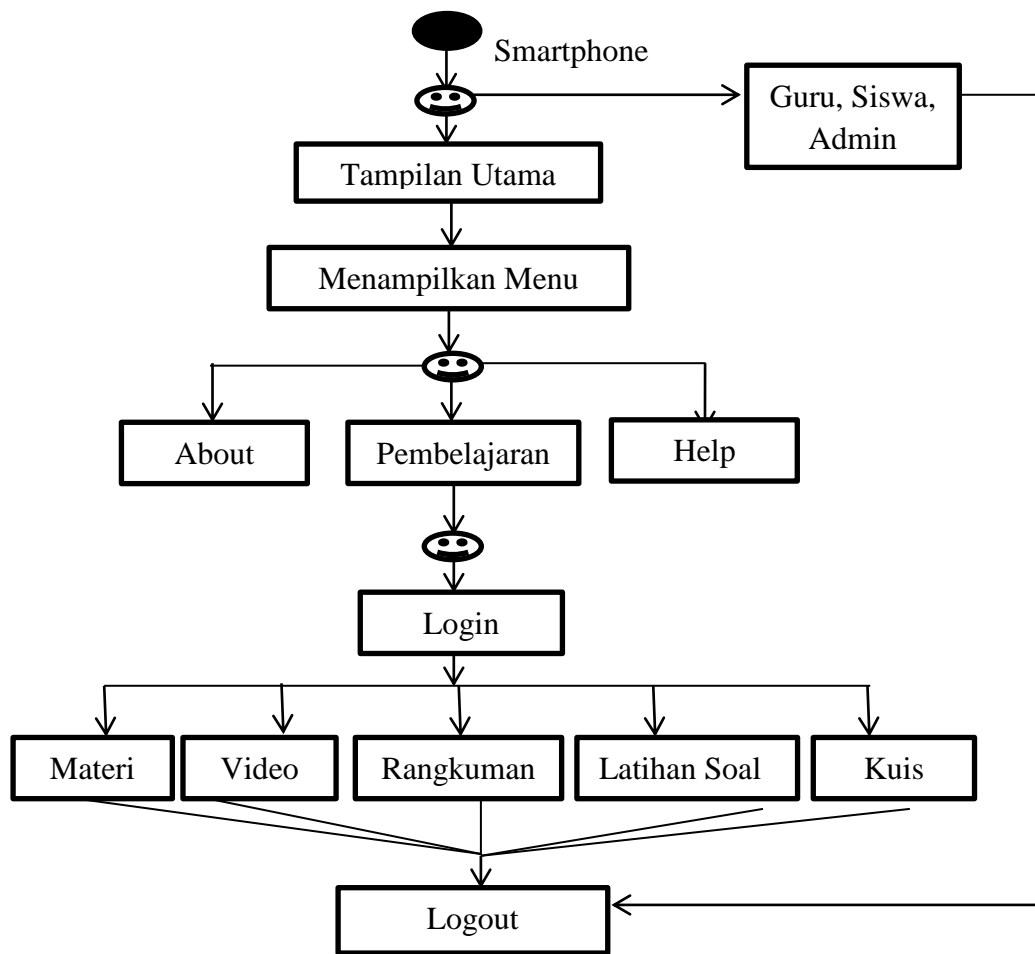 Smartphone
Guru, Siswa,
Admin
Tampilan Utama
Menampilkan Menu
About
Pembelajaran
Help
Login
Materi
Video
Rangkuman
Latihan Soal
Kuis
Logout